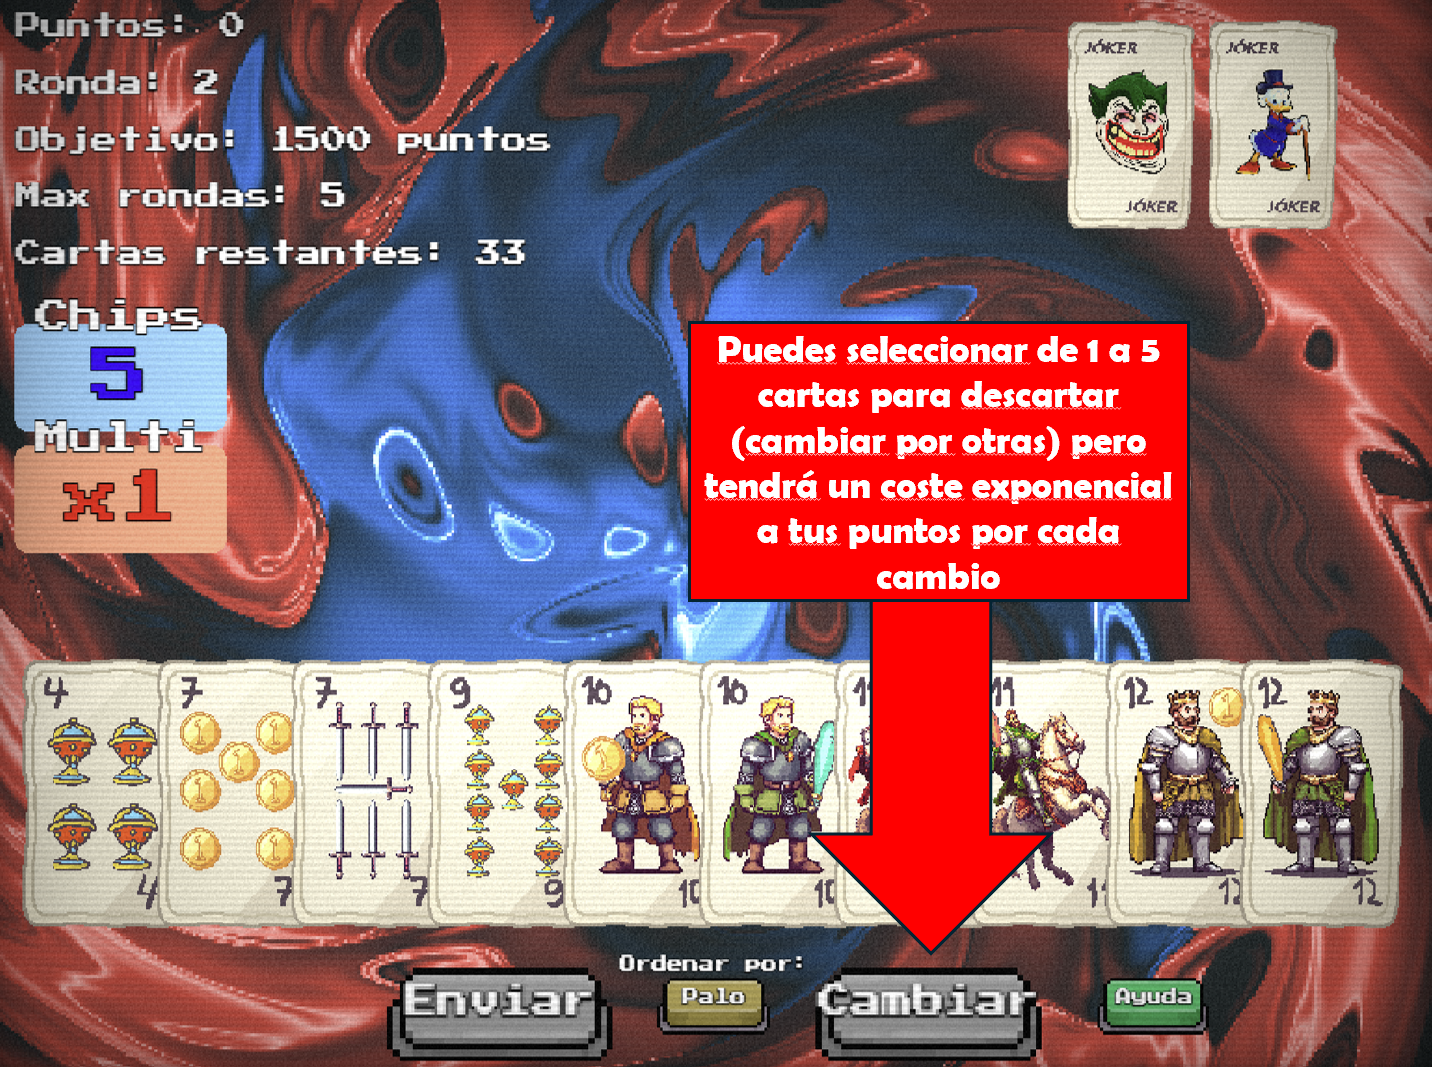 Puntos: 0
Ronda: 2
Objetivo: 1500 puntos
Max rondas: 5
Cartas restantes: 33
Chips
5
Multi
x1
JÓKER
JÓKER
JÓKER
JÓKER
Puedes seleccionar de 1 a 5
cartas para descartar
(cambiar por otras) pero
tendrá un coste exponencial
a tus puntos por cada
cambio
4 7 7 9 10 10 11 11 12 12
4 7 7 9 10 10 11 12 12
Ordenar por:
Enviar
Palo
Cambiar
Ayuda